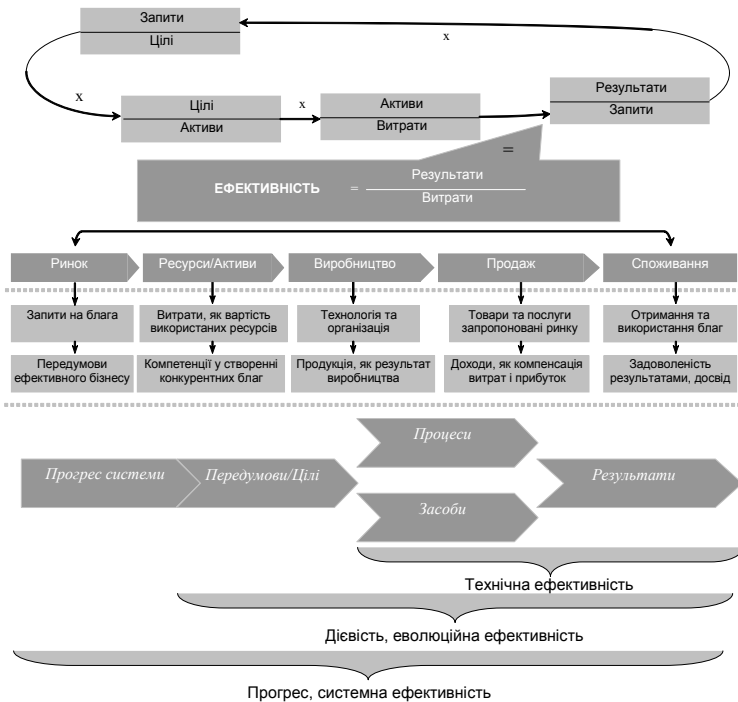 Запити
Цілі
x
x
Цілі
Активи
x
Активи
Витрати
Результати
Запити
=
ЕФЕКТИВНІСТЬ = Результати
Витрати
Ринок
Ресурси/Активи
Виробництво
Продаж
Споживання
Запити на блага
Витрати, як вартість
використаних ресурсів
Технологія та
організація
Товари та послуги
запропоновані ринку
Отримання та
використання благ
Передумови
ефективного бізнесу
Компетенції у створенні
конкурентних благ
Продукція, як результат
виробництва
Доходи, як компенсація
витрат і прибуток
Задоволеність
результатами, досвід
Прогрес системи
Передумови/Цілі
Процеси
Засоби
Результати
Технічна ефективність
Дієвість, еволюційна ефективність
Прогрес, системна ефективність